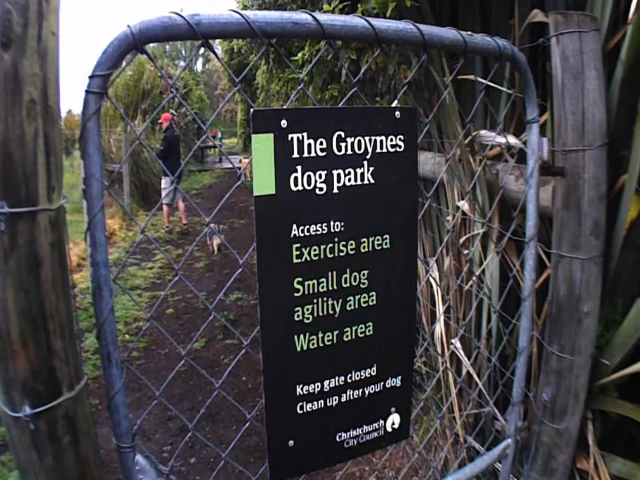 The Groynes
dog park
Access to:
Exercise area
Small dog
agility area
Water area
Keep gate closed
Clean up after your dog
Christchurch
City Council